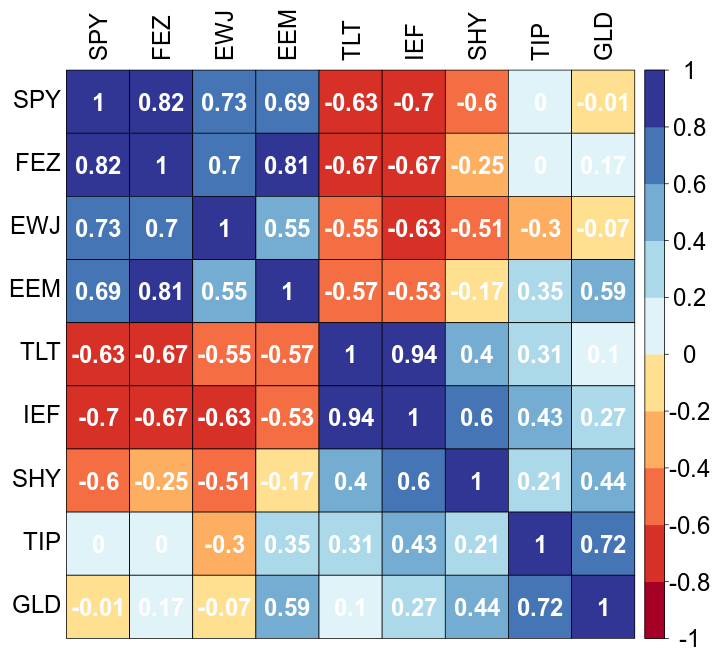 SPY FEZ EWJ EEM TLT IEF SHY TIP GLD
SPY 1 0.82 0.73 0.69 -0.63 -0.7 -0.6 0 -0.01
FEZ 0.82 1 0.7 0.81 -0.67 -0.67 -0.25 0 0.17
EWJ 0.73 0.7 1 0.55 -0.55 -0.63 -0.51 -0.3 -0.07
EEM 0.69 0.81 0.55 1 -0.57 -0.53 -0.17 0.35 0.59
TLT -0.63 -0.67 -0.55 -0.57 1 0.94 0.4 0.31 0.1
IEF -0.7 -0.67 -0.63 -0.53 0.94 1 0.6 0.43 0.27
SHY -0.6 -0.25 -0.51 -0.17 0.4 0.6 1 0.21 0.44
TIP 0 0 -0.3 0.35 0.31 0.43 0.21 1 0.72
GLD -0.01 0.17 -0.07 0.59 0.1 0.27 0.44 0.72 1
1
0.8
0.6
0.4
0.2
0
-0.2
-0.4
-0.6
-0.8
-1